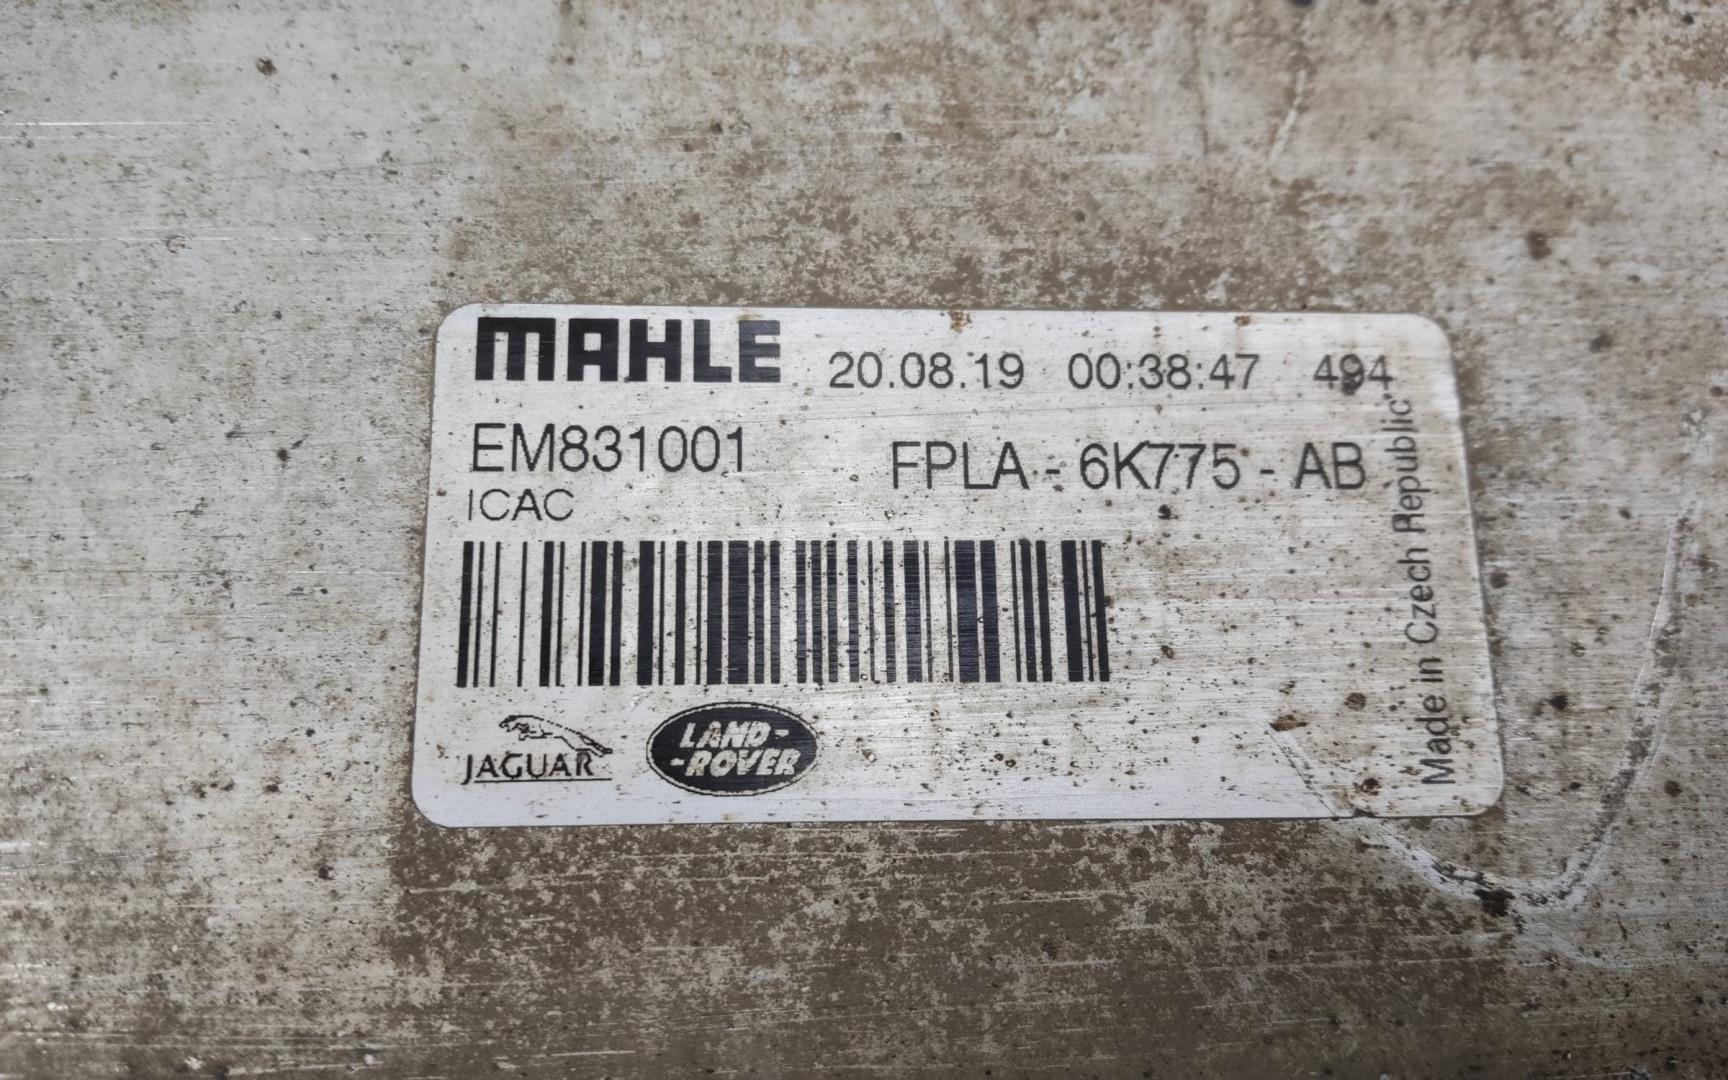 MAHLE 20.08.19 00:38:47 494
EM831001 FPLA - 6K775 - AB
ICAC
JAGUAR
LAND-
-ROVER
Made in Czech Republic